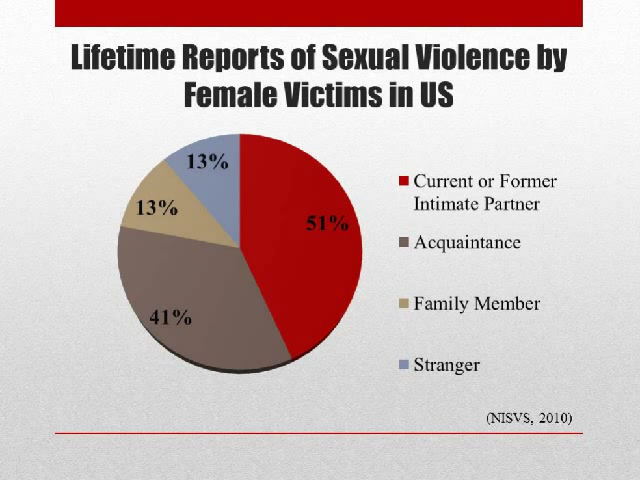 Lifetime Reports of Sexual Violence by
Female Victims in US
13%
13%
51%
41%
Current or Former
Intimate Partner
Acquaintance
Family Member
Stranger
(NISVS, 2010)